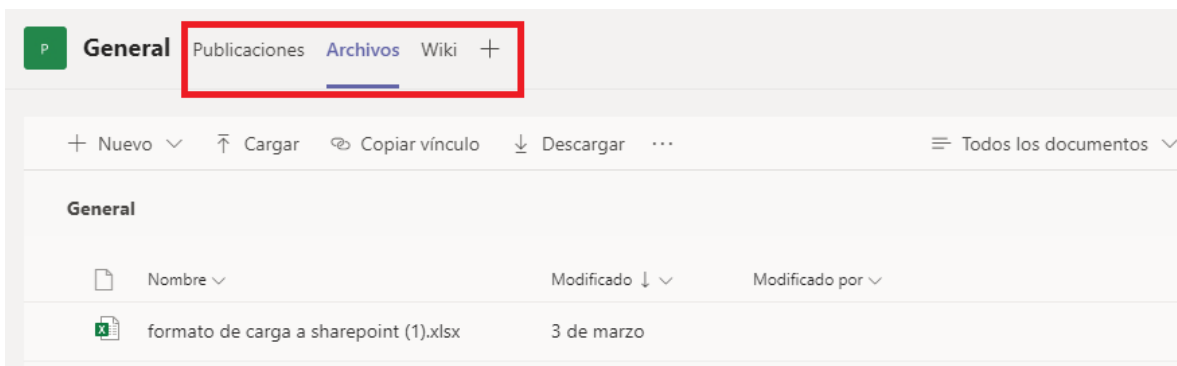 P General Publicaciones Archivos Wiki
Nuevo Cargar Copiar vínculo Descargar ... Todos los documentos
General
Nombre Modificado Modificado por
formato de carga a sharepoint (1).xlsx 3 de marzo